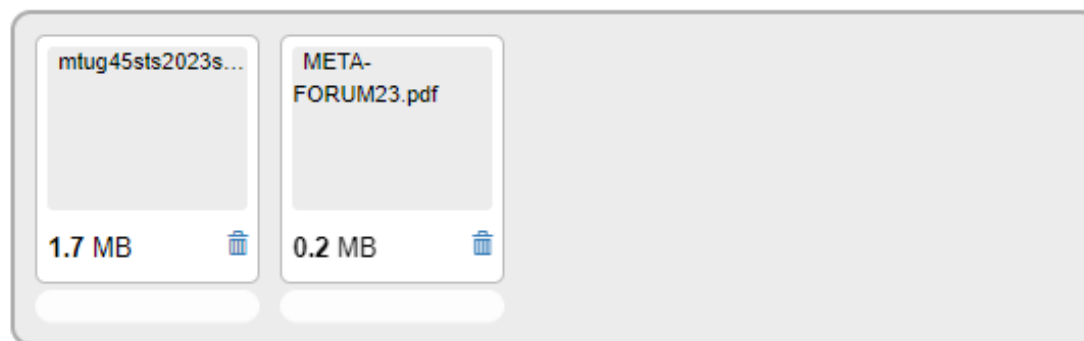 mtug45sts2023s...
META-
FORUM23.pdf
1.7 MB
0.2 MB